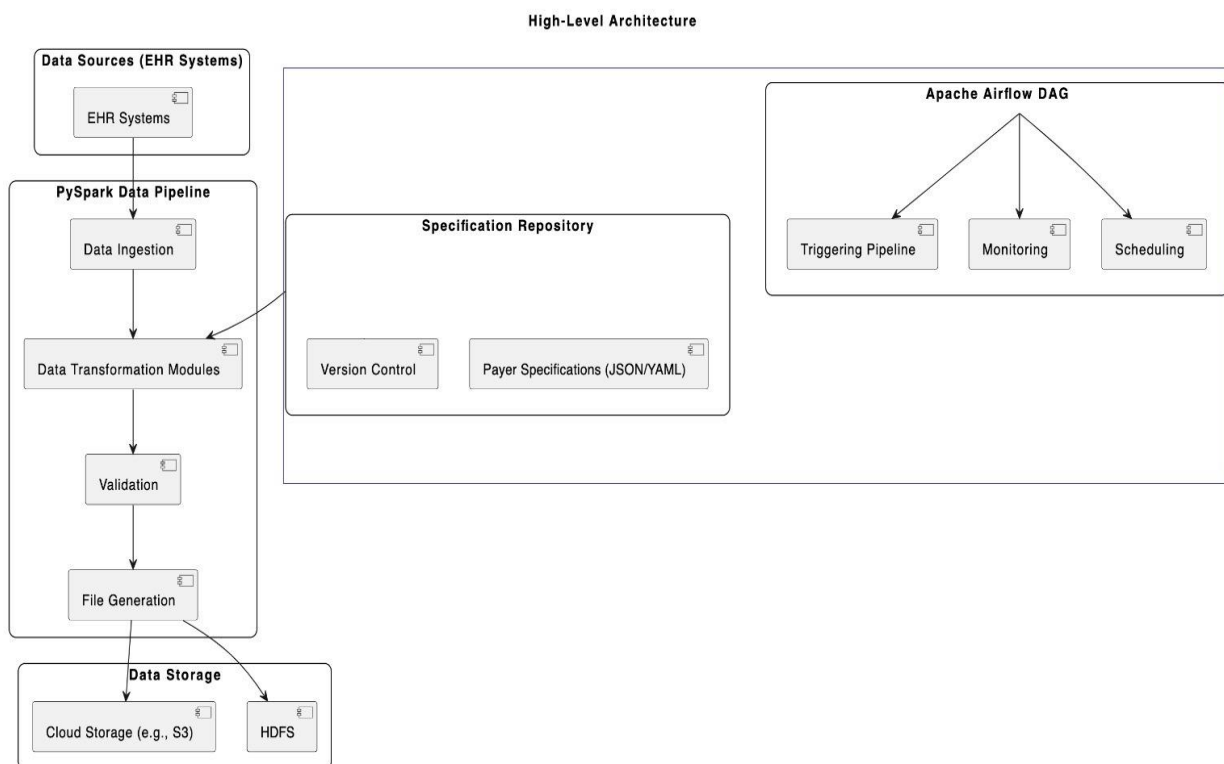 High-Level Architecture
Data Sources (EHR Systems)
EHR Systems
PySpark Data Pipeline
Data Ingestion
Data Transformation Modules
Validation
File Generation
Data Storage
Cloud Storage (e.g., S3)
HDFS
Specification Repository
Version Control
Payer Specifications (JSON/YAML)
Apache Airflow DAG
Triggering Pipeline
Monitoring
Scheduling